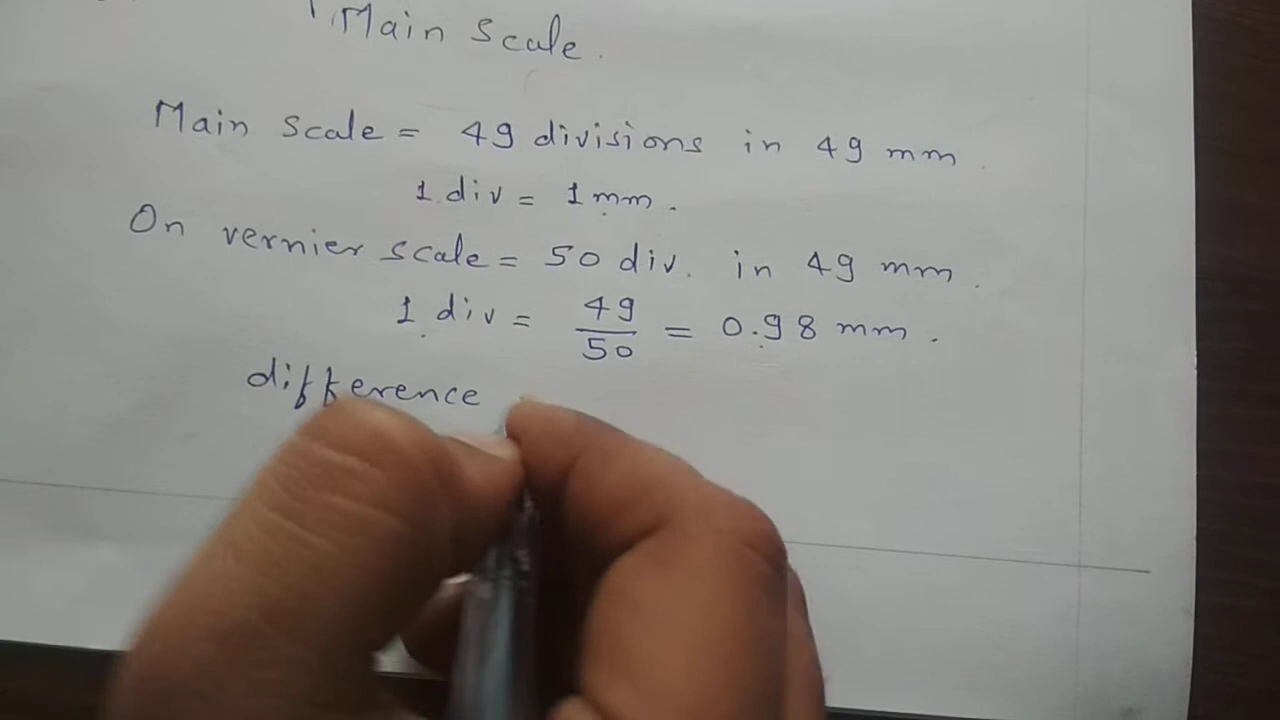 Main Scale.
Main Scale = 49 divisions in 49 mm.
1 div = 1 mm.
On vernier scale = 50 div. in 49 mm.
1 div = 49/50 = 0.98 mm.
difference